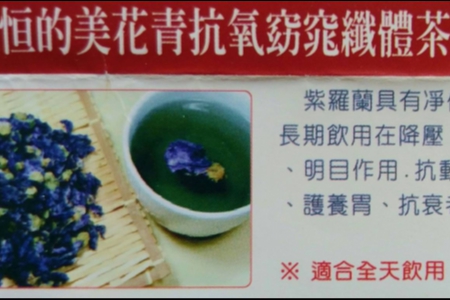 恒的美花青抗氧窈窕纖體茶
紫羅蘭具有凈
長期飲用在降壓
、明目作用.抗動
、護養胃、抗衰
※ 適合全天飲用